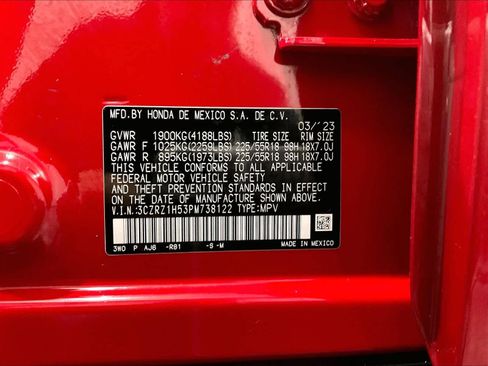 MFD.BY HONDA DE MEXICO S.A. DE C.V.
03/'23
GVWR 1900KG(4188LBS) TIRE SIZE RIM SIZE
GAWR F 1025KG(2259LBS) 225/55R18 98H 18X7.0J
GAWR R 895KG(1973LBS) 225/55R18 98H 18X7.0J
THIS VEHICLE CONFORMS TO ALL APPLICABLE
FEDERAL MOTOR VEHICLE SAFETY AND
THEFT PREVENTION STANDARDS IN EFFECT
ON THE DATE OF MANUFACTURE SHOWN ABOVE.
V.I.N.:3CZRZ1H53PM738122 TYPE:MPV
3W0 P AJ6 -R81 -S -M MADE IN MEXICO